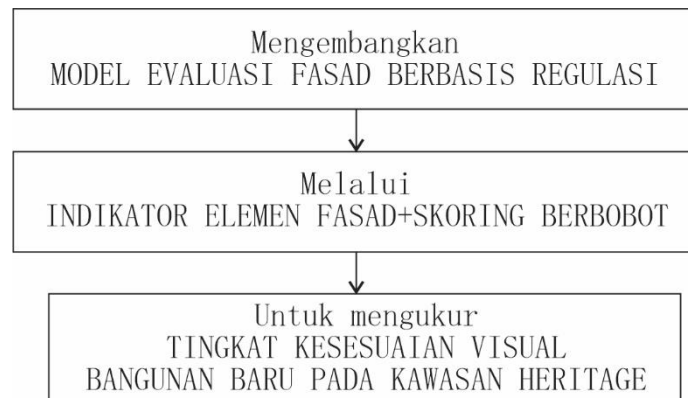 Mengembangkan
MODEL EVALUASI FASAD BERBASIS REGULASI
Melalui
INDIKATOR ELEMEN FASAD+SKORING BERBOBOT
Untuk mengukur
TINGKAT KESESUAIAN VISUAL
BANGUNAN BARU PADA KAWASAN HERITAGE